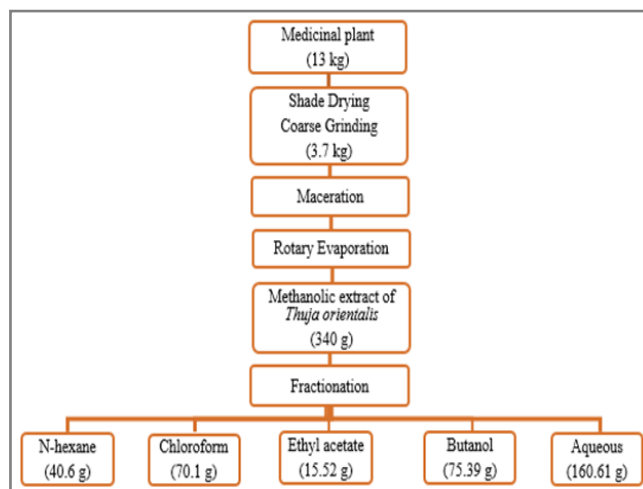 Medicinal plant
(13 kg)
Shade Drying
Coarse Grinding
(3.7 kg)
Maceration
Rotary Evaporation
Methanolic extract of
Thuja orientalis
(340 g)
Fractionation
N-hexane
(40.6 g)
Chloroform
(70.1 g)
Ethyl acetate
(15.52 g)
Butanol
(75.39 g)
Aqueous
(160.61 g)